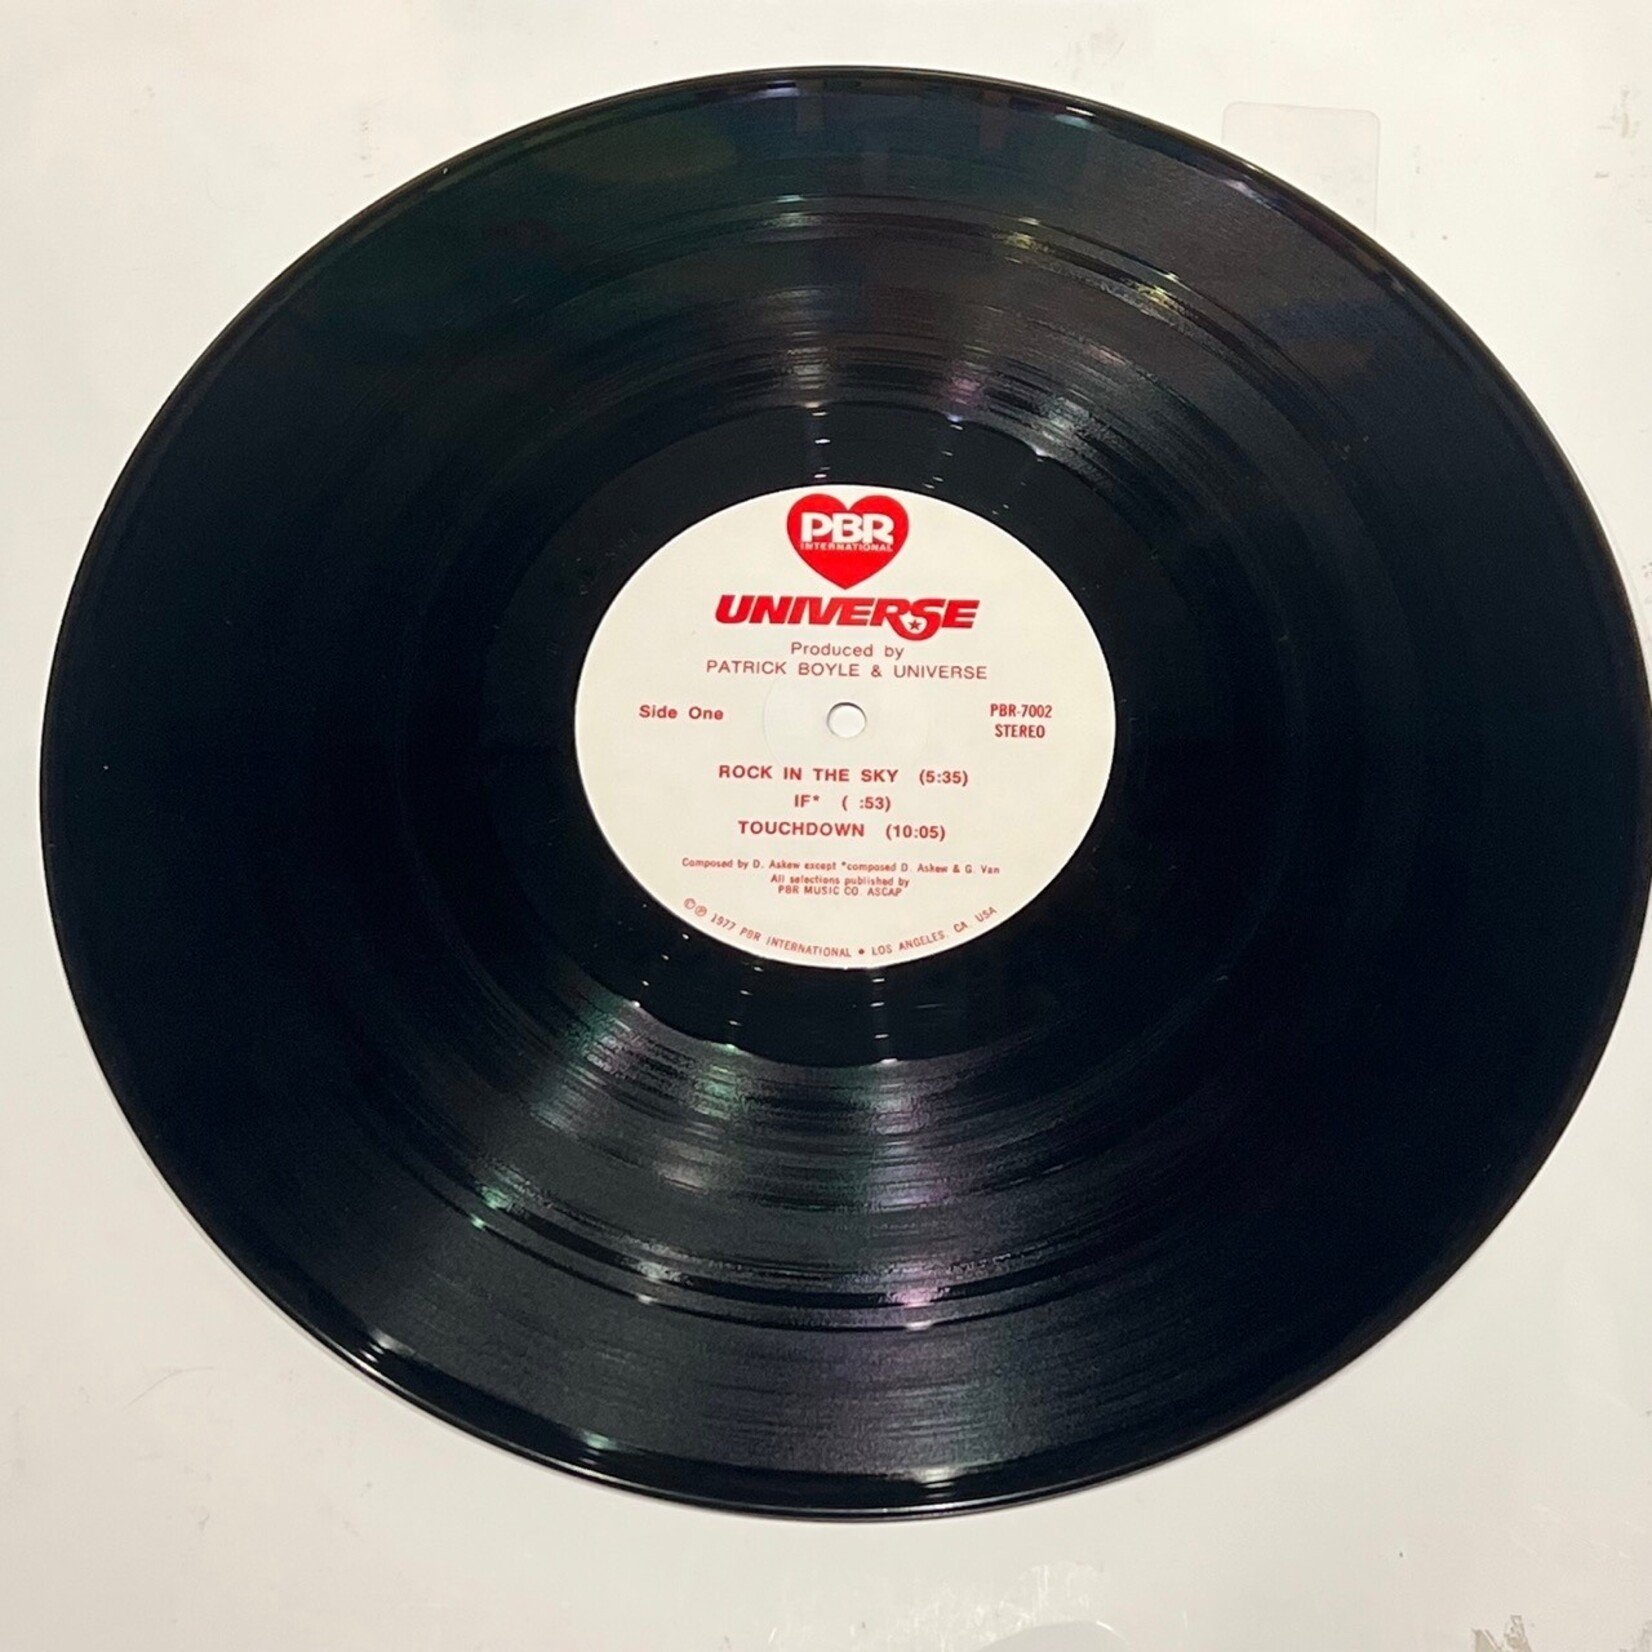 PBR
INTERNATIONAL
UNIVERSE
Produced by
PATRICK BOYLE & UNIVERSE
Side One
PBR-7002
STEREO
ROCK IN THE SKY (5:35)
IF* ( :53)
TOUCHDOWN (10:05)
Composed by D. Askew except *composed D. Askew & G. Van
All selections published by
PBR MUSIC CO. ASCAP
©℗ 1977 PBR INTERNATIONAL • LOS ANGELES, CA. USA